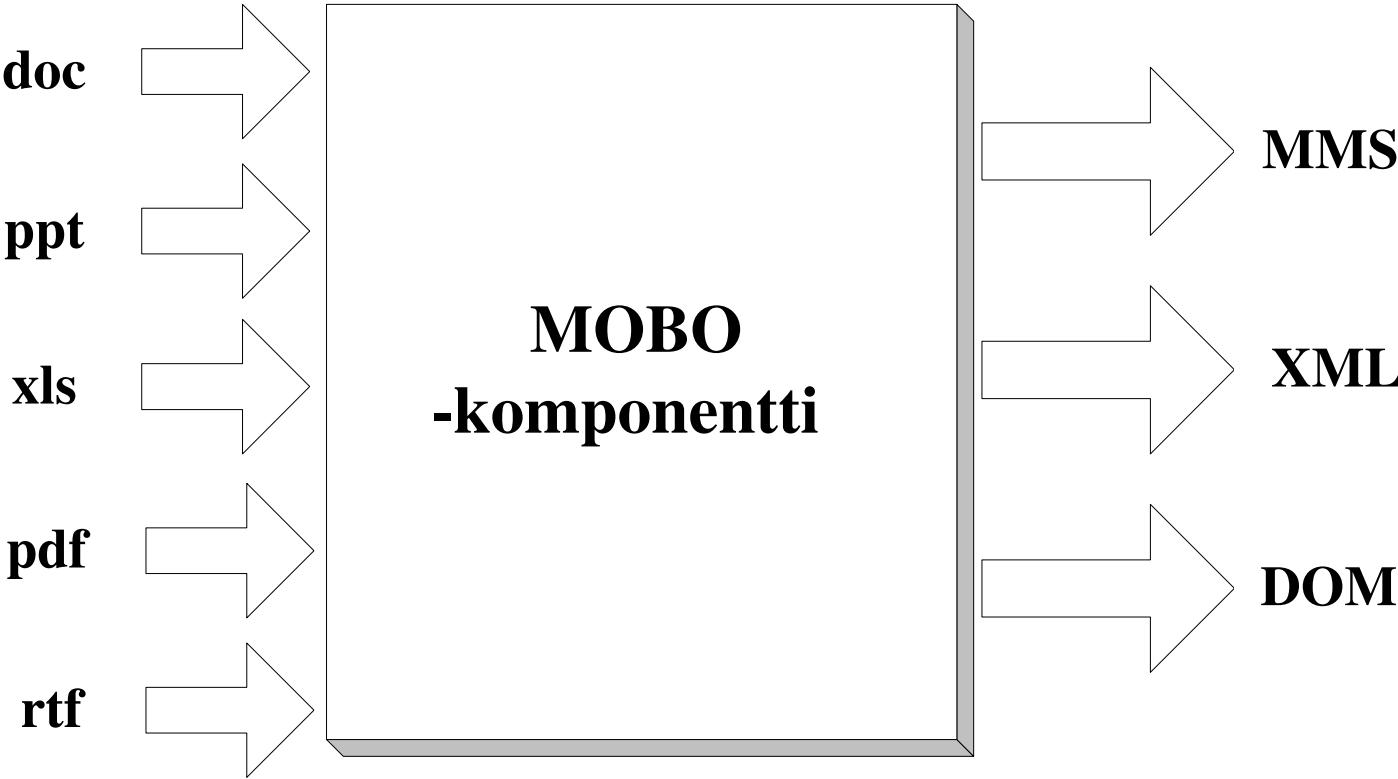 doc
ppt
xls
pdf
rtf
MOBO
-komponentti
MMS
XML
DOM